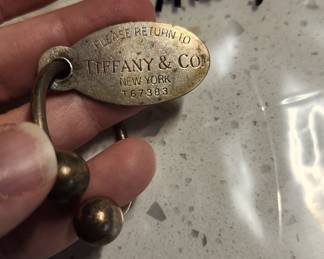 PLEASE RETURN TO
TIFFANY & CO
NEW YORK
T67383